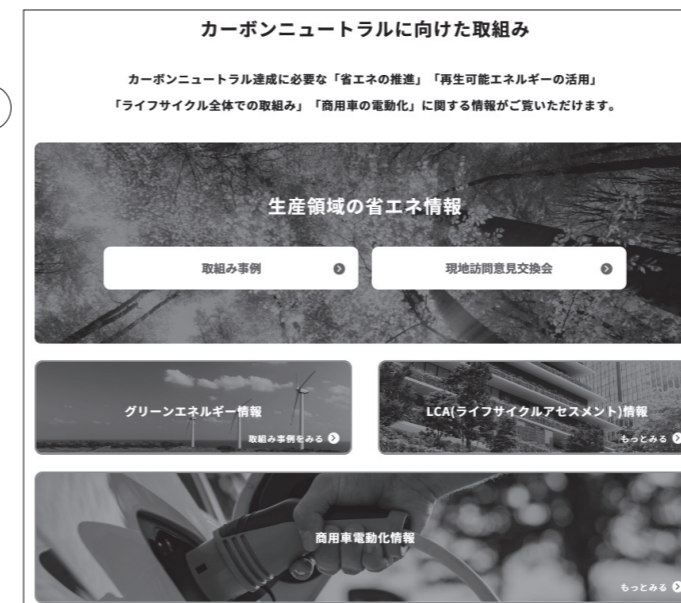 カーボンニュートラルに向けた取組み
カーボンニュートラル達成に必要な「省エネの推進」「再生可能エネルギーの活用」
「ライフサイクル全体での取組み」「商用車の電動化」に関する情報がご覧いただけます。
生産領域の省エネ情報
取組み事例
現地訪問意見交換会
グリーンエネルギー情報
取組み事例をみる
LCA(ライフサイクルアセスメント)情報
もっとみる
商用車電動化情報
もっとみる